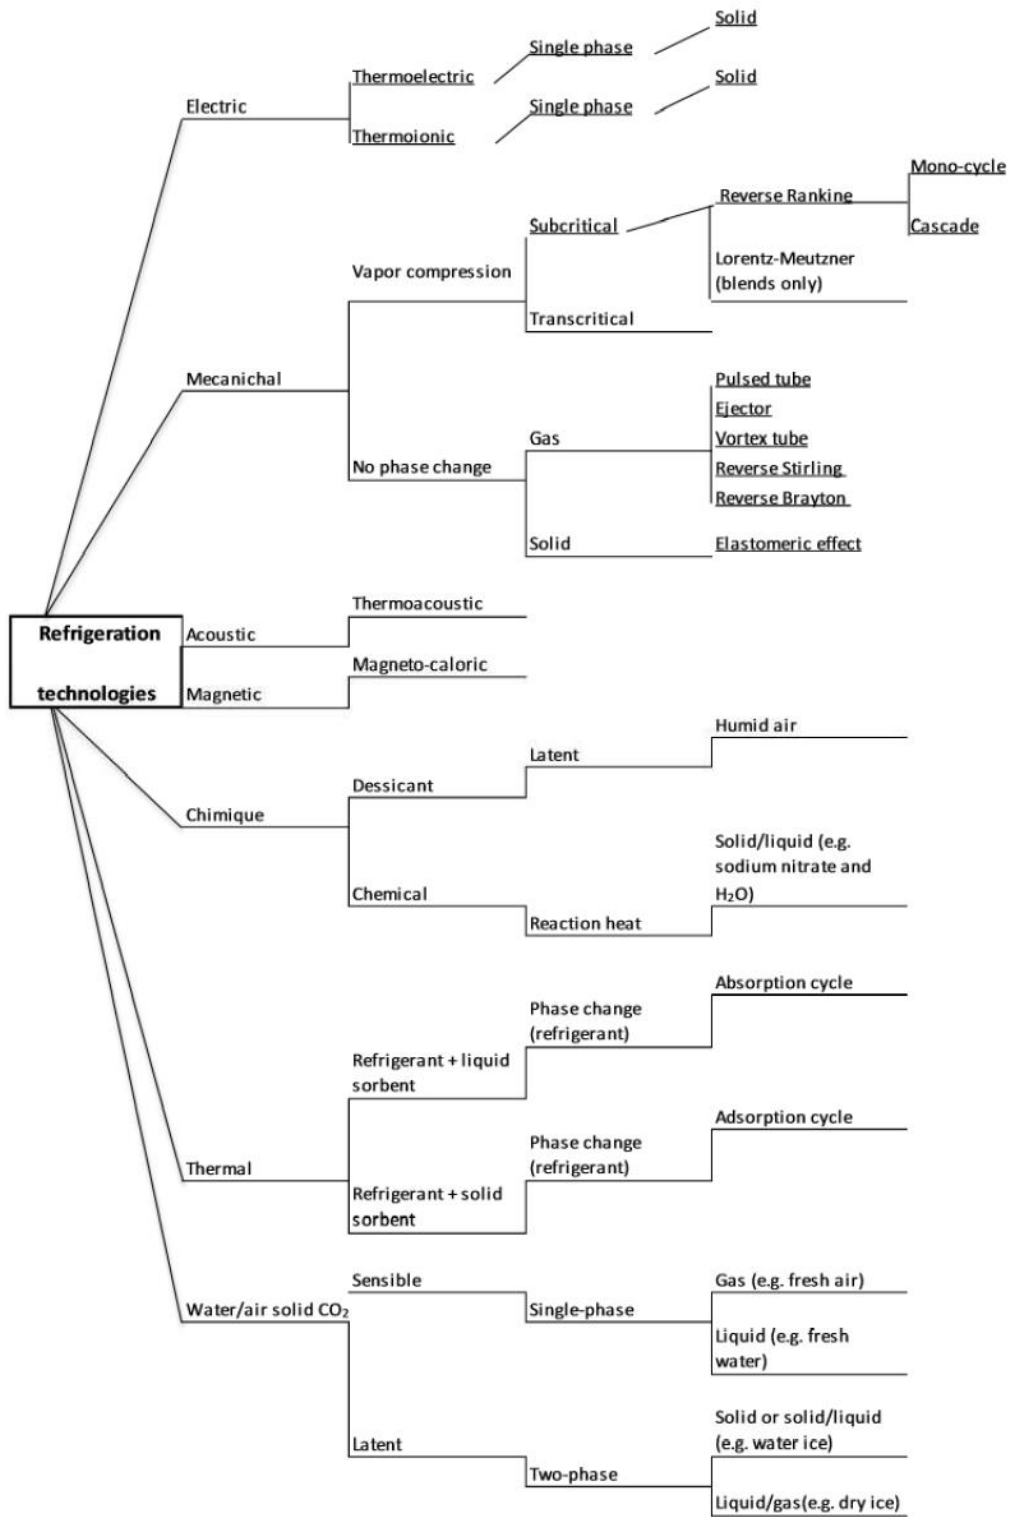 Solid
Single phase
Thermoelectric
Solid
Electric
Single phase
Thermoionic
Mono-cycle
Reverse Rankine
Subcritical
Cascade
Lorentz-Meutzner
(blends only)
Vapor compression
Transcritical
Mecanichal
Pulsed tube
Ejector
Gas
Vortex tube
No phase change
Reverse Stirling
Reverse Brayton
Solid
Elastomeric effect
Thermoacoustic
Refrigeration
Acoustic
Magneto-caloric
technologies
Magnetic
Humid air
Latent
Dessicant
Chimique
Solid/liquid (e.g.
sodium nitrate and
H₂O)
Chemical
Reaction heat
Absorption cycle
Phase change
(refrigerant)
Refrigerant + liquid
sorbent
Adsorption cycle
Phase change
(refrigerant)
Thermal
Refrigerant + solid
sorbent
Sensible
Gas (e.g. fresh air)
Water/air solid CO₂
Single-phase
Liquid (e.g. fresh
water)
Solid or solid/liquid
(e.g. water ice)
Latent
Two-phase
Liquid/gas(e.g. dry ice)